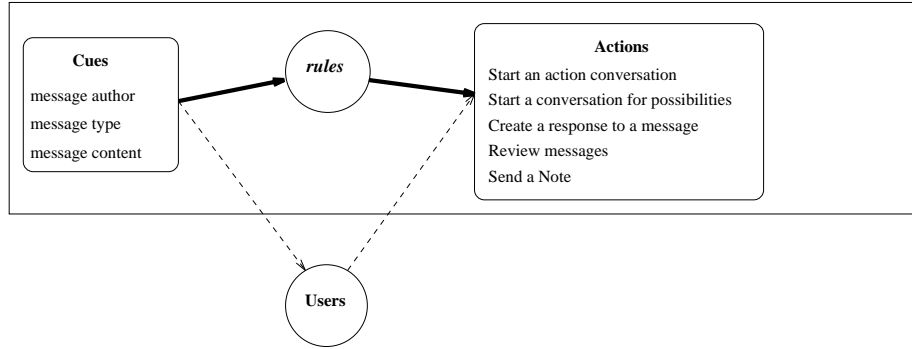 Cues
message author
message type
message content
rules
Actions
Start an action conversation
Start a conversation for possibilities
Create a response to a message
Review messages
Send a Note
Users